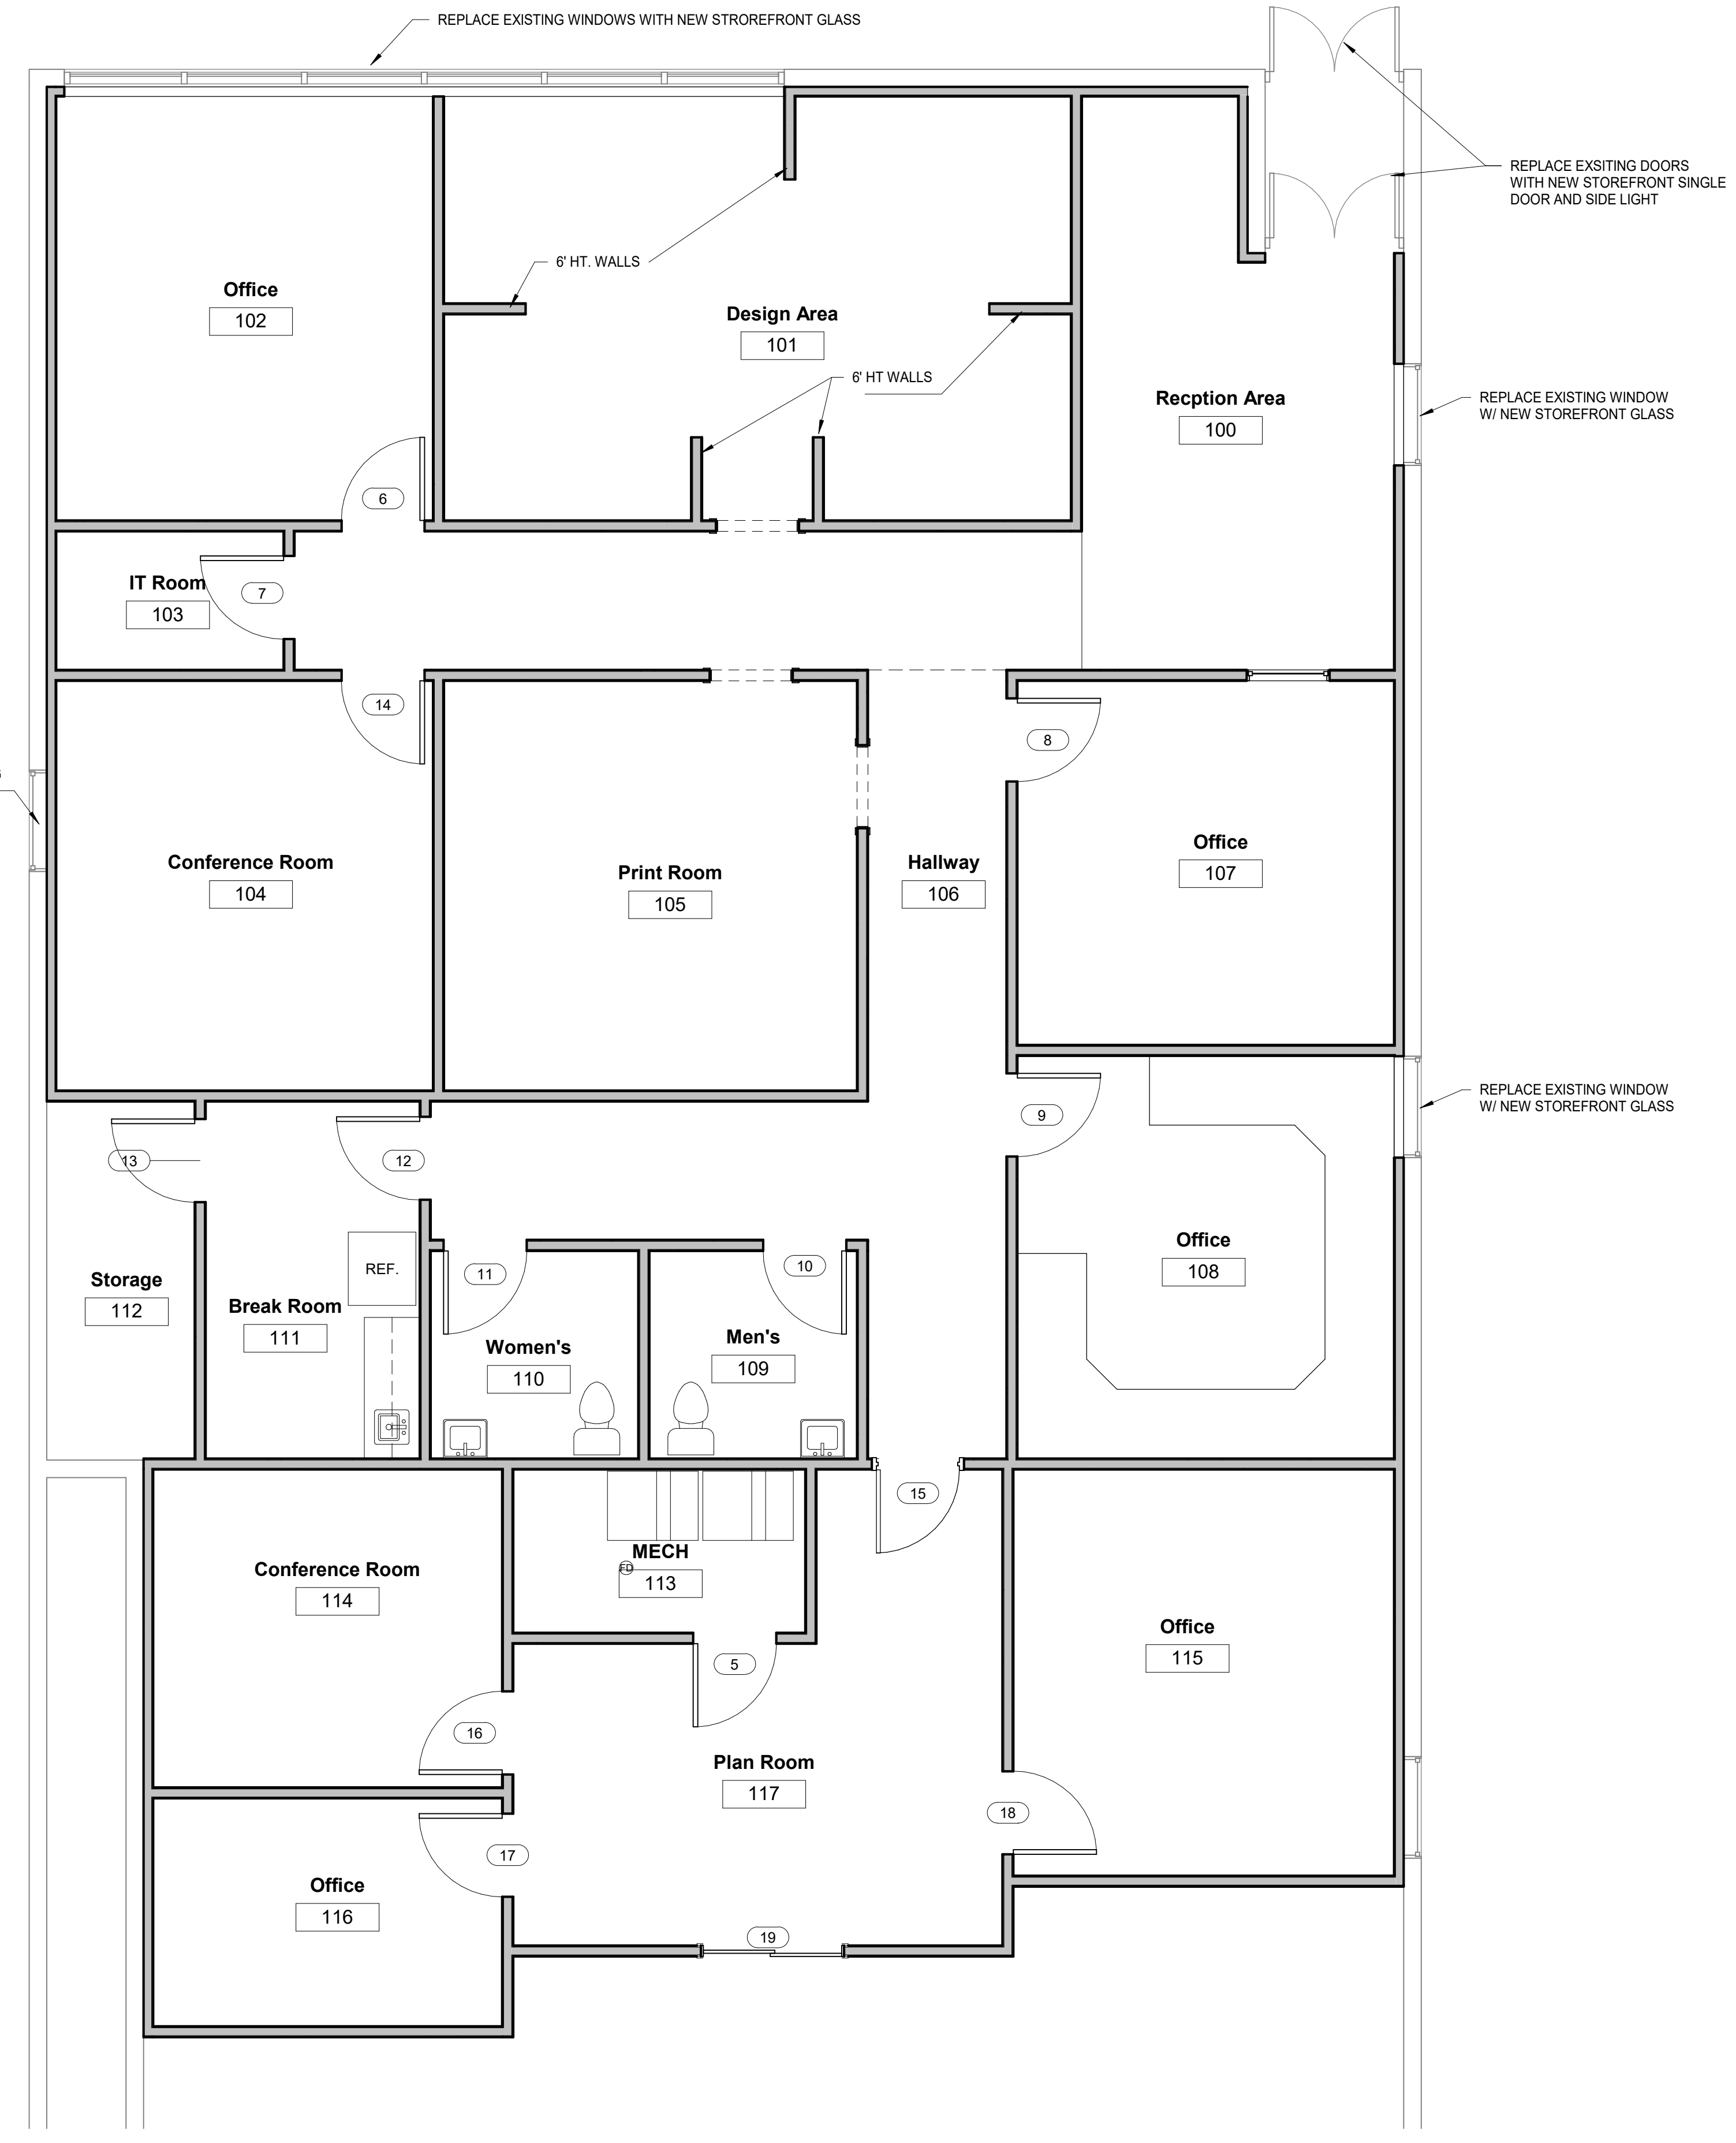 REPLACE EXISTING WINDOWS WITH NEW STROREFRONT GLASS
REPLACE EXSITING DOORS
WITH NEW STOREFRONT SINGLE
DOOR AND SIDE LIGHT
6' HT. WALLS
Office
102
Design Area
101
6' HT WALLS
Recption Area
100
REPLACE EXISTING WINDOW
W/ NEW STOREFRONT GLASS
6
IT Room
103
7
14
8
Conference Room
104
Print Room
105
Hallway
106
Office
107
REPLACE EXISTING WINDOW
W/ NEW STOREFRONT GLASS
9
13
12
Storage
112
REF.
Break Room
111
11
10
Women's
110
Men's
109
Office
108
15
Conference Room
114
MECH
FD
113
Office
115
5
16
Plan Room
117
18
17
Office
116
19